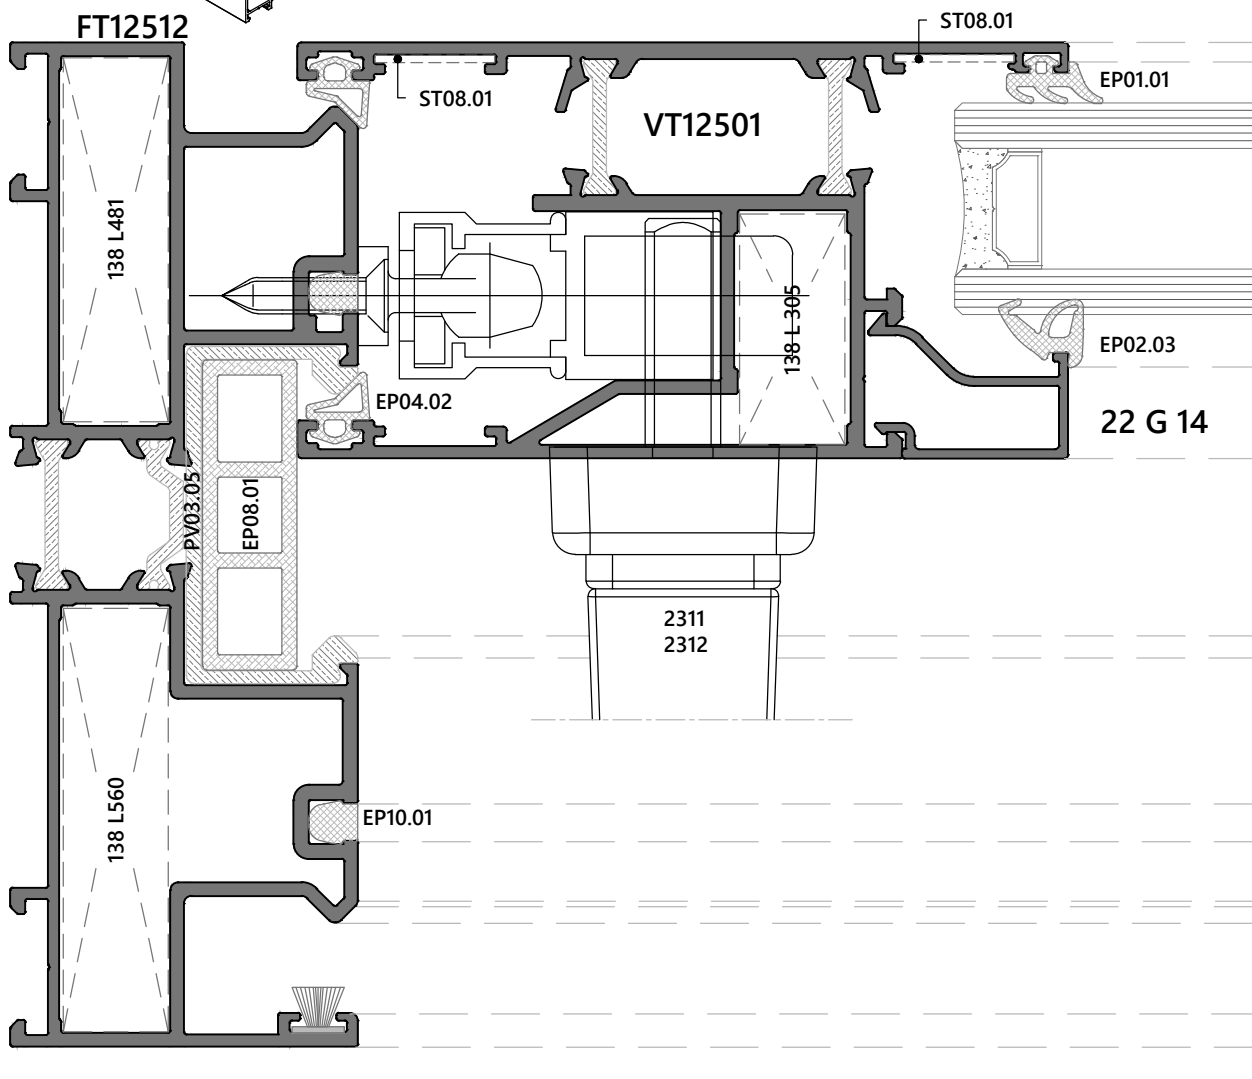 FT12512
ST08.01
ST08.01
EP01.01
VT12501
138 L481
138 L 305
EP02.03
EP04.02
22 G 14
PV03.05
EP08.01
2311
2312
138 L560
EP10.01